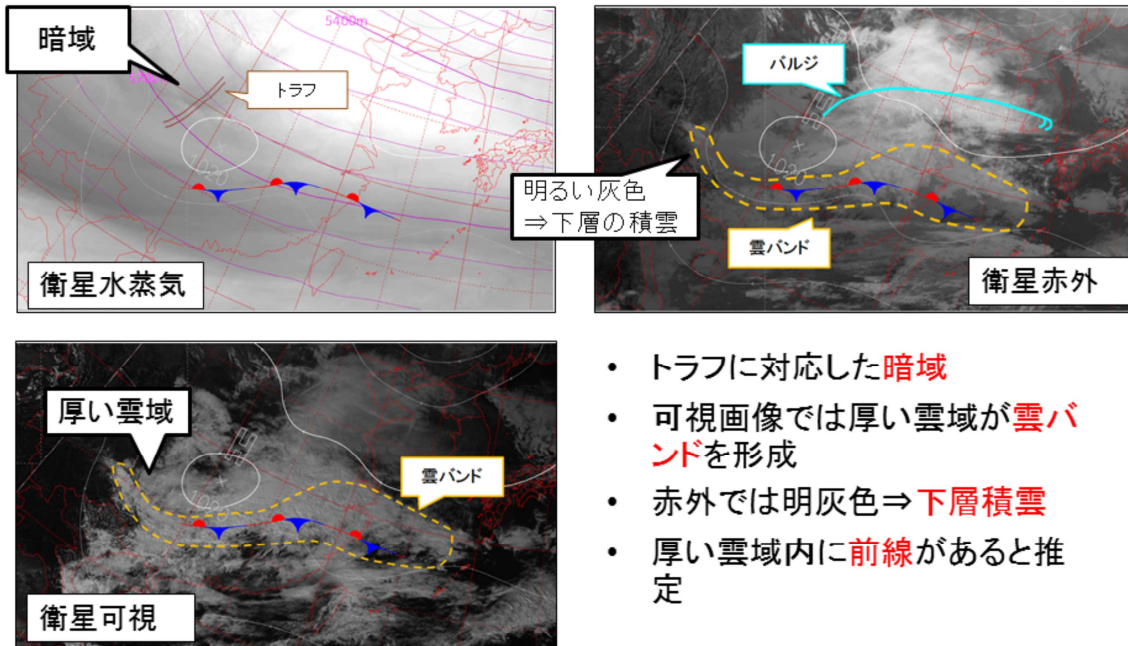 暗域
5400m
トラフ
1020
衛星水蒸気
バルジ
1020
明るい灰色
⇒下層の積雲
雲バンド
衛星赤外
厚い雲域
雲バンド
衛星可視
• トラフに対応した暗域
• 可視画像では厚い雲域が雲バ
ンドを形成
• 赤外では明灰色⇒下層積雲
• 厚い雲域内に前線があると推
定